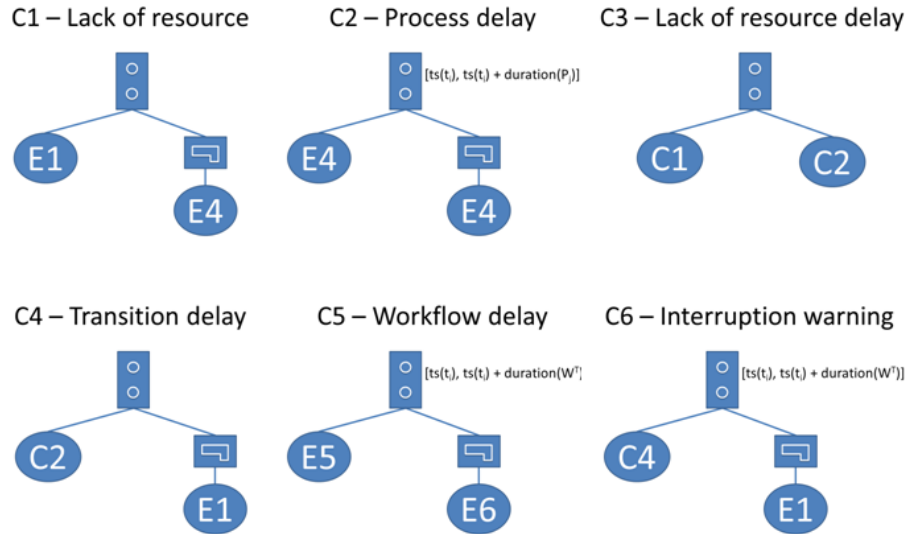 C1 – Lack of resource
C2 – Process delay
C3 – Lack of resource delay
[ts(tᵢ), ts(tᵢ) + duration(Pⱼ)]
E1
E4
C1
C2
E4
E4
C4 – Transition delay
C5 – Workflow delay
C6 – Interruption warning
[ts(tᵢ), ts(tᵢ) + duration(Wᵀ)
[ts(tᵢ), ts(tᵢ) + duration(Wᵀ)]
C2
E5
C4
E1
E6
E1